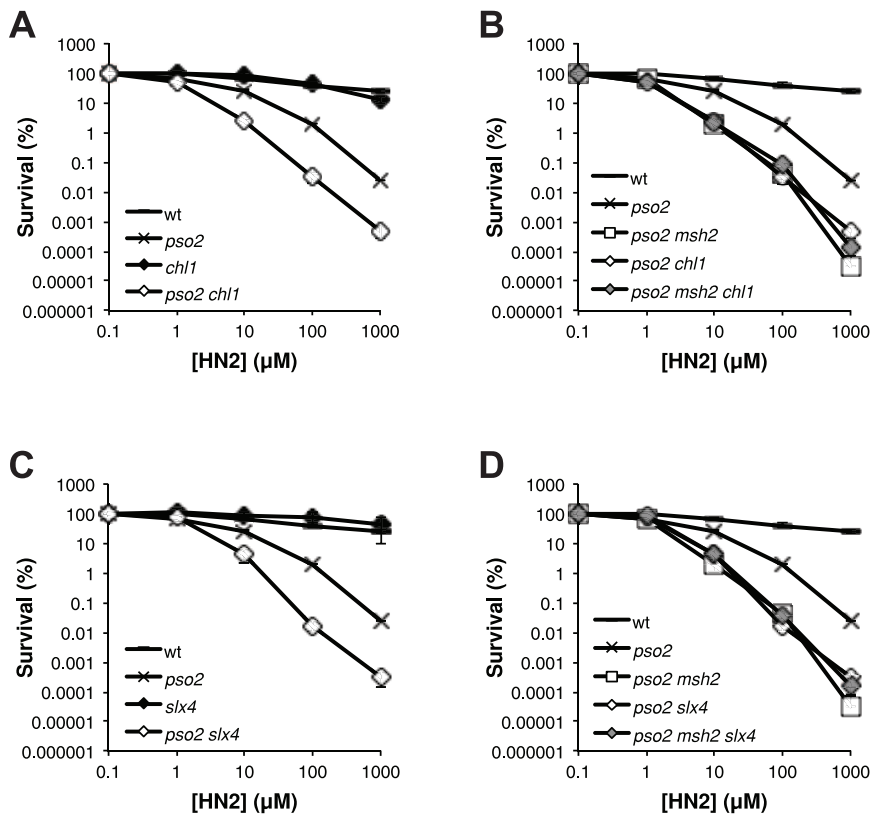 A
1000
100
10
1
0.1
0.01
0.001
0.0001
0.00001
0.000001
Survival (%)
wt
pso2
chl1
pso2 chl1
0.1 1 10 100 1000
[HN2] (µM)
B
1000
100
10
1
0.1
0.01
0.001
0.0001
0.00001
0.000001
Survival (%)
wt
pso2
pso2 msh2
pso2 chl1
pso2 msh2 chl1
0.1 1 10 100 1000
[HN2] (µM)
C
1000
100
10
1
0.1
0.01
0.001
0.0001
0.00001
0.000001
Survival (%)
wt
pso2
slx4
pso2 slx4
0.1 1 10 100 1000
[HN2] (µM)
D
1000
100
10
1
0.1
0.01
0.001
0.0001
0.00001
0.000001
Survival (%)
wt
pso2
pso2 msh2
pso2 slx4
pso2 msh2 slx4
0.1 1 10 100 1000
[HN2] (µM)